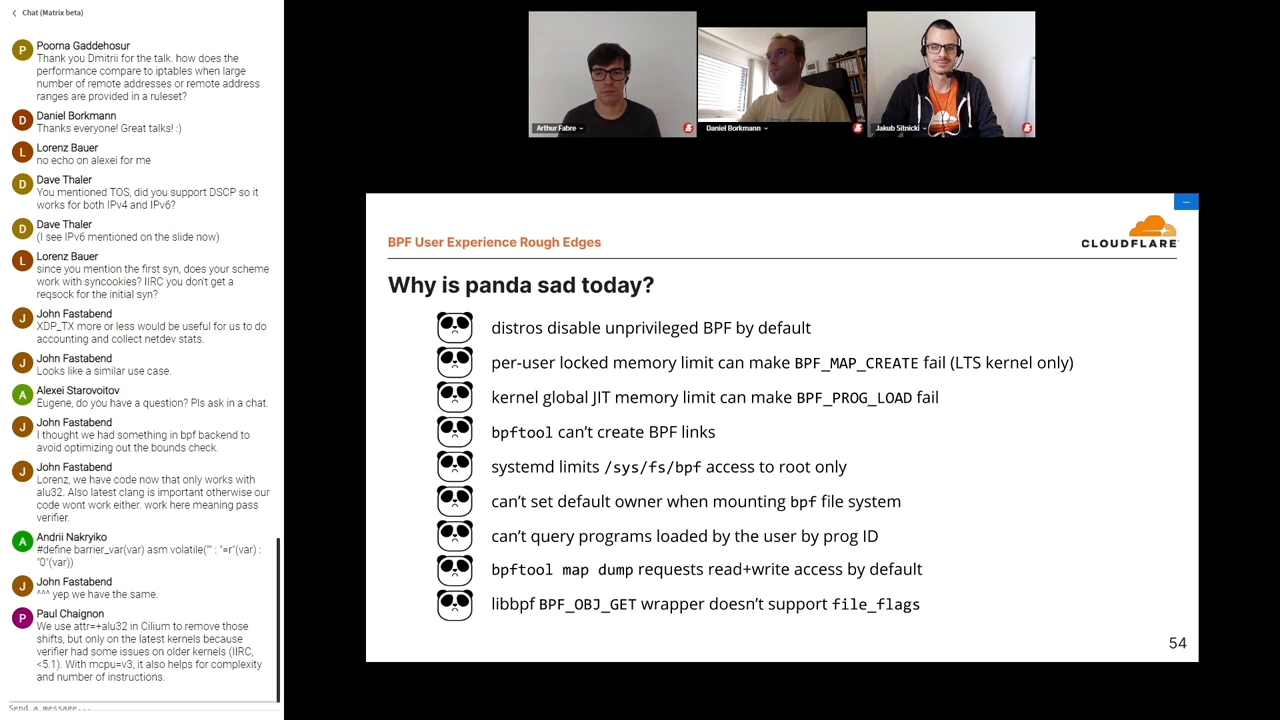 Chat (Matrix beta)
P
Poorna Gaddehosur
Thank you Dmitrii for the talk. how does the
performance compare to iptables when large
number of remote addresses or remote address
ranges are provided in a ruleset?
D
Daniel Borkmann
Thanks everyone! Great talks! :)
L
Lorenz Bauer
no echo on alexei for me
D
Dave Thaler
You mentioned TOS, did you support DSCP so it
works for both IPv4 and IPv6?
D
Dave Thaler
(I see IPv6 mentioned on the slide now)
L
Lorenz Bauer
since you mention the first syn, does your scheme
work with syncookies? IIRC you don't get a
reqsock for the initial syn?
J
John Fastabend
XDP_TX more or less would be useful for us to do
accounting and collect netdev stats.
J
John Fastabend
Looks like a similar use case.
A
Alexei Starovoitov
Eugene, do you have a question? Pls ask in a chat.
J
John Fastabend
I thought we had something in bpf backend to
avoid optimizing out the bounds check.
J
John Fastabend
Lorenz, we have code now that only works with
alu32. Also latest clang is important otherwise our
code wont work either. work here meaning pass
verifier.
A
Andrii Nakryiko
#define barrier_var(var) asm volatile("" : "=r"(var) :
"0"(var))
J
John Fastabend
^^^ yep we have the same.
P
Paul Chaignon
We use attr=+alu32 in Cilium to remove those
shifts, but only on the latest kernels because
verifier had some issues on older kernels (IIRC,
<5.1). With mcpu=v3, it also helps for complexity
and number of instructions.
Send a message...
Arthur Fabre
Daniel Borkmann
Jakub Sitnicki
BPF User Experience Rough Edges
CLOUDFLARE
Why is panda sad today?
distros disable unprivileged BPF by default
per-user locked memory limit can make BPF_MAP_CREATE fail (LTS kernel only)
kernel global JIT memory limit can make BPF_PROG_LOAD fail
bpftool can't create BPF links
systemd limits /sys/fs/bpf access to root only
can't set default owner when mounting bpf file system
can't query programs loaded by the user by prog ID
bpftool map dump requests read+write access by default
libbpf BPF_OBJ_GET wrapper doesn't support file_flags
54